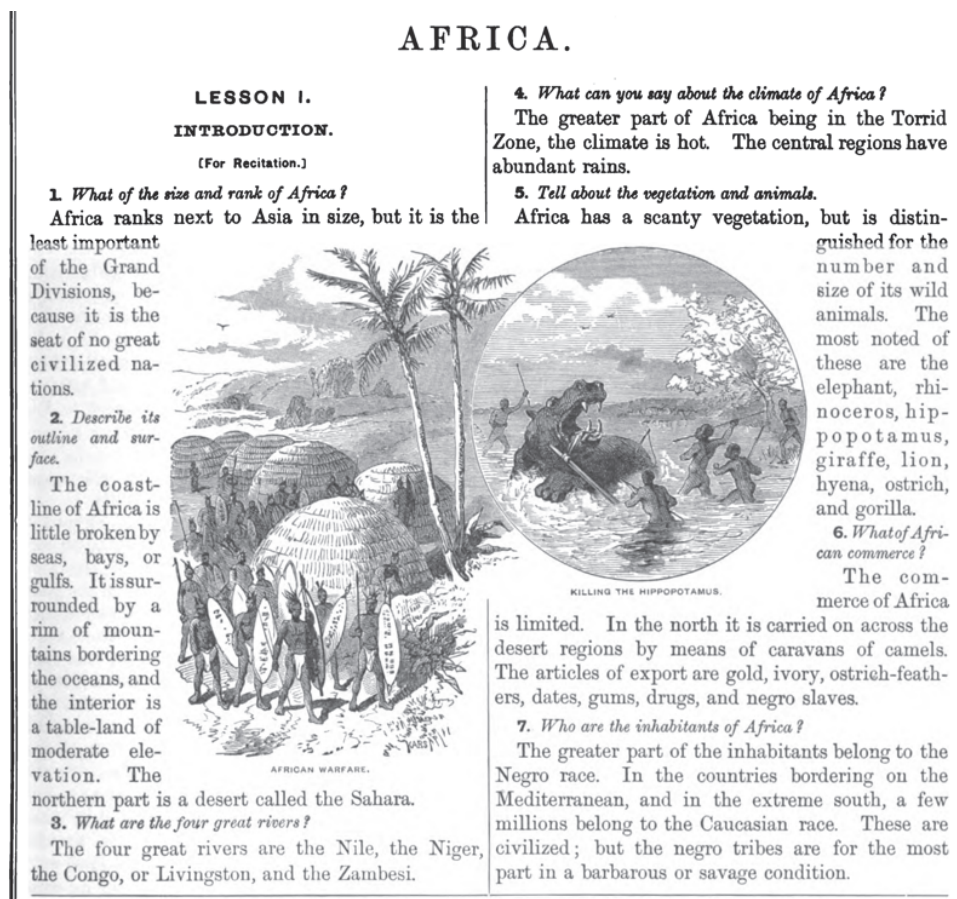 AFRICA.
LESSON I.
INTRODUCTION.
[For Recitation.]
1. What of the size and rank of Africa?
Africa ranks next to Asia in size, but it is the
least important
of the Grand
Divisions, be-
cause it is the
seat of no great
civilized na-
tions.
2. Describe its
outline and sur-
face.
The coast-
line of Africa is
little broken by
seas, bays, or
gulfs. It is sur-
rounded by a
rim of moun-
tains bordering
the oceans, and
the interior is
a table-land of
moderate ele-
vation. The
northern part is a desert called the Sahara.
3. What are the four great rivers?
The four great rivers are the Nile, the Niger,
the Congo, or Livingston, and the Zambesi.
AFRICAN WARFARE.
4. What can you say about the climate of Africa?
The greater part of Africa being in the Torrid
Zone, the climate is hot. The central regions have
abundant rains.
5. Tell about the vegetation and animals.
Africa has a scanty vegetation, but is distin-
guished for the
number and
size of its wild
animals. The
most noted of
these are the
elephant, rhi-
noceros, hip-
popotamus,
giraffe, lion,
hyena, ostrich,
and gorilla.
KILLING THE HIPPOPOTAMUS.
6. What of Afri-
can commerce?
The com-
merce of Africa
is limited. In the north it is carried on across the
desert regions by means of caravans of camels.
The articles of export are gold, ivory, ostrich-feath-
ers, dates, gums, drugs, and negro slaves.
7. Who are the inhabitants of Africa?
The greater part of the inhabitants belong to the
Negro race. In the countries bordering on the
Mediterranean, and in the extreme south, a few
millions belong to the Caucasian race. These are
civilized; but the negro tribes are for the most
part in a barbarous or savage condition.